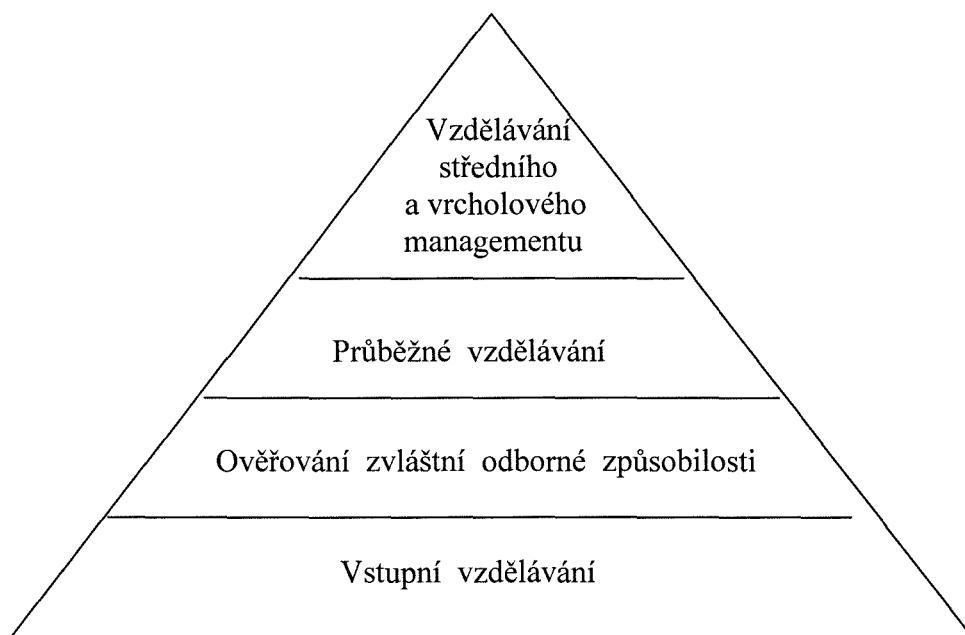 Vzdělávání
středního
a vrcholového
managementu
Průběžné vzdělávání
Ověřování zvláštní odborné způsobilosti
Vstupní vzdělávání